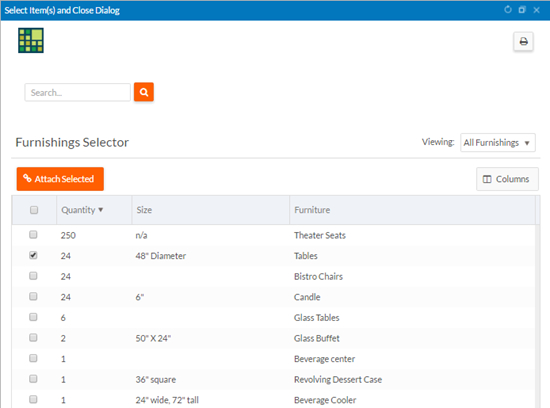 Select Item(s) and Close Dialog
Search...
Furnishings Selector
Viewing: All Furnishings
Attach Selected
Columns
Quantity Size Furniture
250 n/a Theater Seats
24 48" Diameter Tables
24 Bistro Chairs
24 6" Candle
6 Glass Tables
2 50" X 24" Glass Buffet
1 Beverage center
1 36" square Revolving Dessert Case
1 24" wide, 72" tall Beverage Cooler